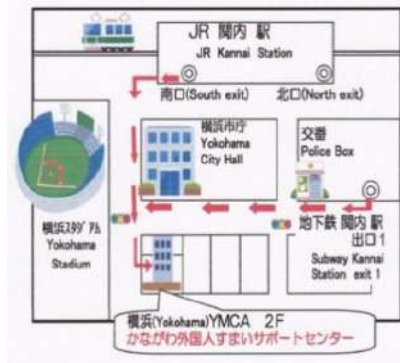 JR 関内 駅
JR Kannai Station
南口(South exit)
北口(North exit)
横浜市庁
Yokohama
City Hall
交番
Police Box
横浜ｽﾀｼﾞｱﾑ
Yokohama
Stadium
地下鉄 関内 駅
出口1
Subway Kannai
Station exit 1
横浜(Yokohama)YMCA 2F
かながわ外国人すまいサポートセンター